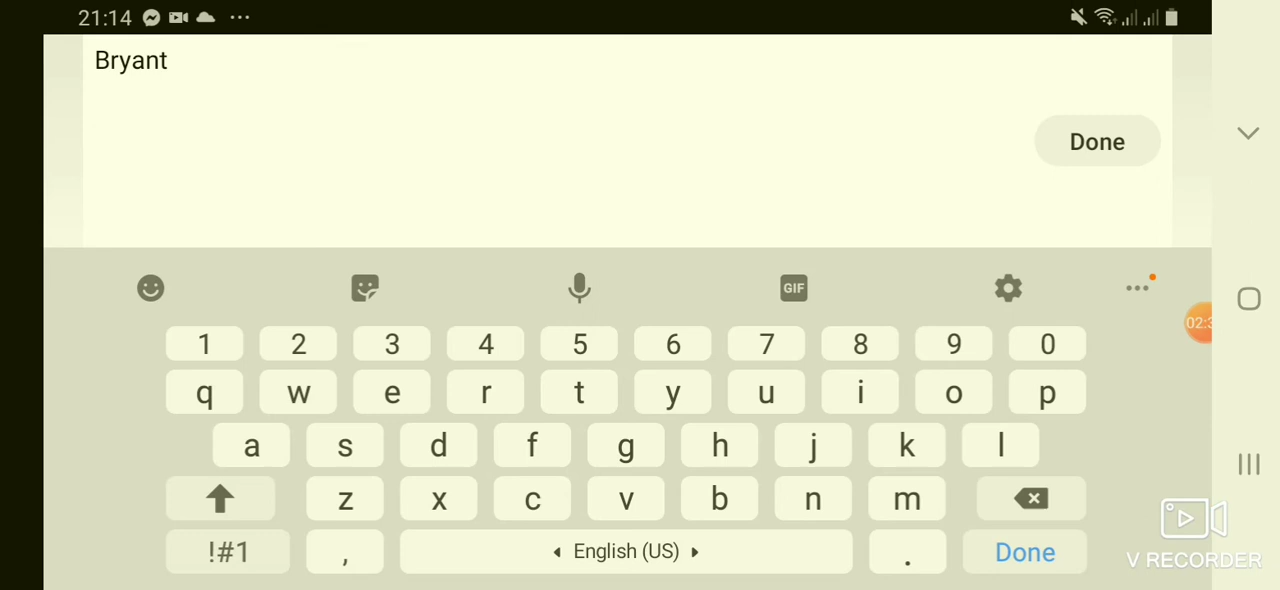 21:14
Bryant
Done
GIF
1 2 3 4 5 6 7 8 9 0
q w e r t y u i o p
a s d f g h j k l
z x c v b n m
!#1 , English (US) . Done
V RECORDER